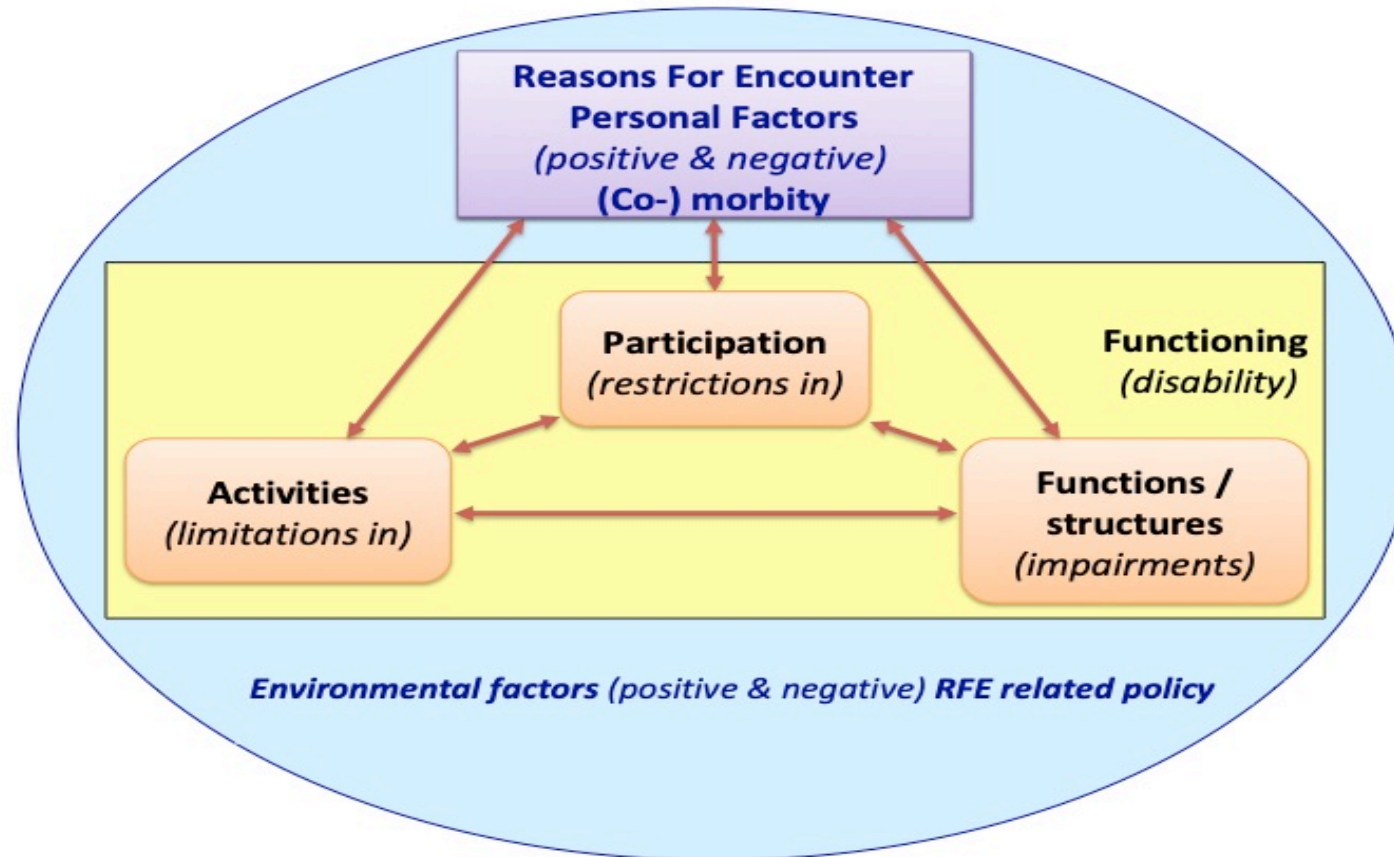 Reasons For Encounter
Personal Factors
(positive & negative)
(Co-) morbity
Participation
(restrictions in)
Functioning
(disability)
Activities
(limitations in)
Functions /
structures
(impairments)
Environmental factors (positive & negative) RFE related policy